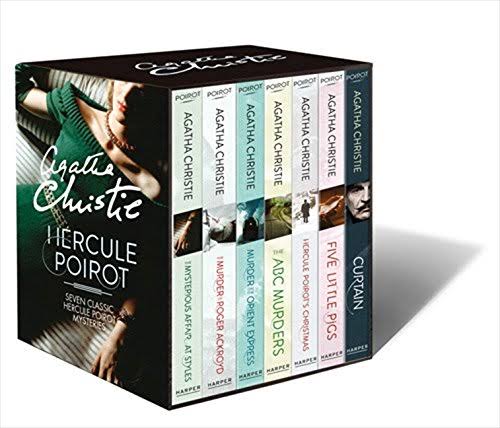 Agatha Christie
Agatha
Christie
HERCULE
POIROT
SEVEN CLASSIC
HERCULE POIROT
MYSTERIES
POIROT
AGATHA CHRISTIE
THE MYSTERIOUS AFFAIR AT STYLES
HARPER
POIROT
AGATHA CHRISTIE
THE MURDER OF ROGER ACKROYD
HARPER
POIROT
AGATHA CHRISTIE
MURDER ON THE ORIENT EXPRESS
HARPER
POIROT
AGATHA CHRISTIE
THE ABC MURDERS
HARPER
POIROT
AGATHA CHRISTIE
HERCULE POIROT'S CHRISTMAS
HARPER
POIROT
AGATHA CHRISTIE
FIVE LITTLE PIGS
HARPER
POIROT
AGATHA CHRISTIE
CURTAIN
HARPER